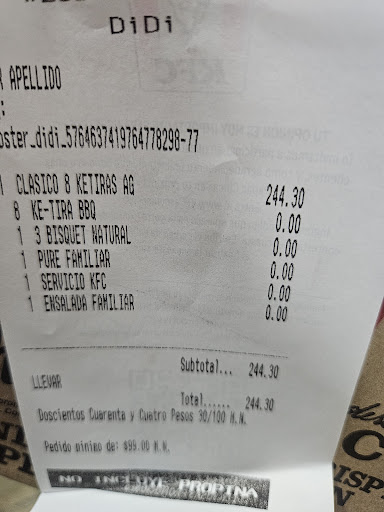 DiDi
APELLIDO
oster_didi_5764637419764778298-77
1 CLASICO 8 KETIRAS AG 244.30
8 KE-TIRA BBQ 0.00
1 3 BISQUET NATURAL 0.00
1 PURE FAMILIAR 0.00
1 SERVICIO KFC 0.00
1 ENSALADA FAMILIAR 0.00
Subtotal... 244.30
LLEVAR
Total...... 244.30
Doscientos Cuarenta y Cuatro Pesos 30/100 M.N.
Pedido minimo de: $99.00 M.N.
NO INCLUYE PROPINA